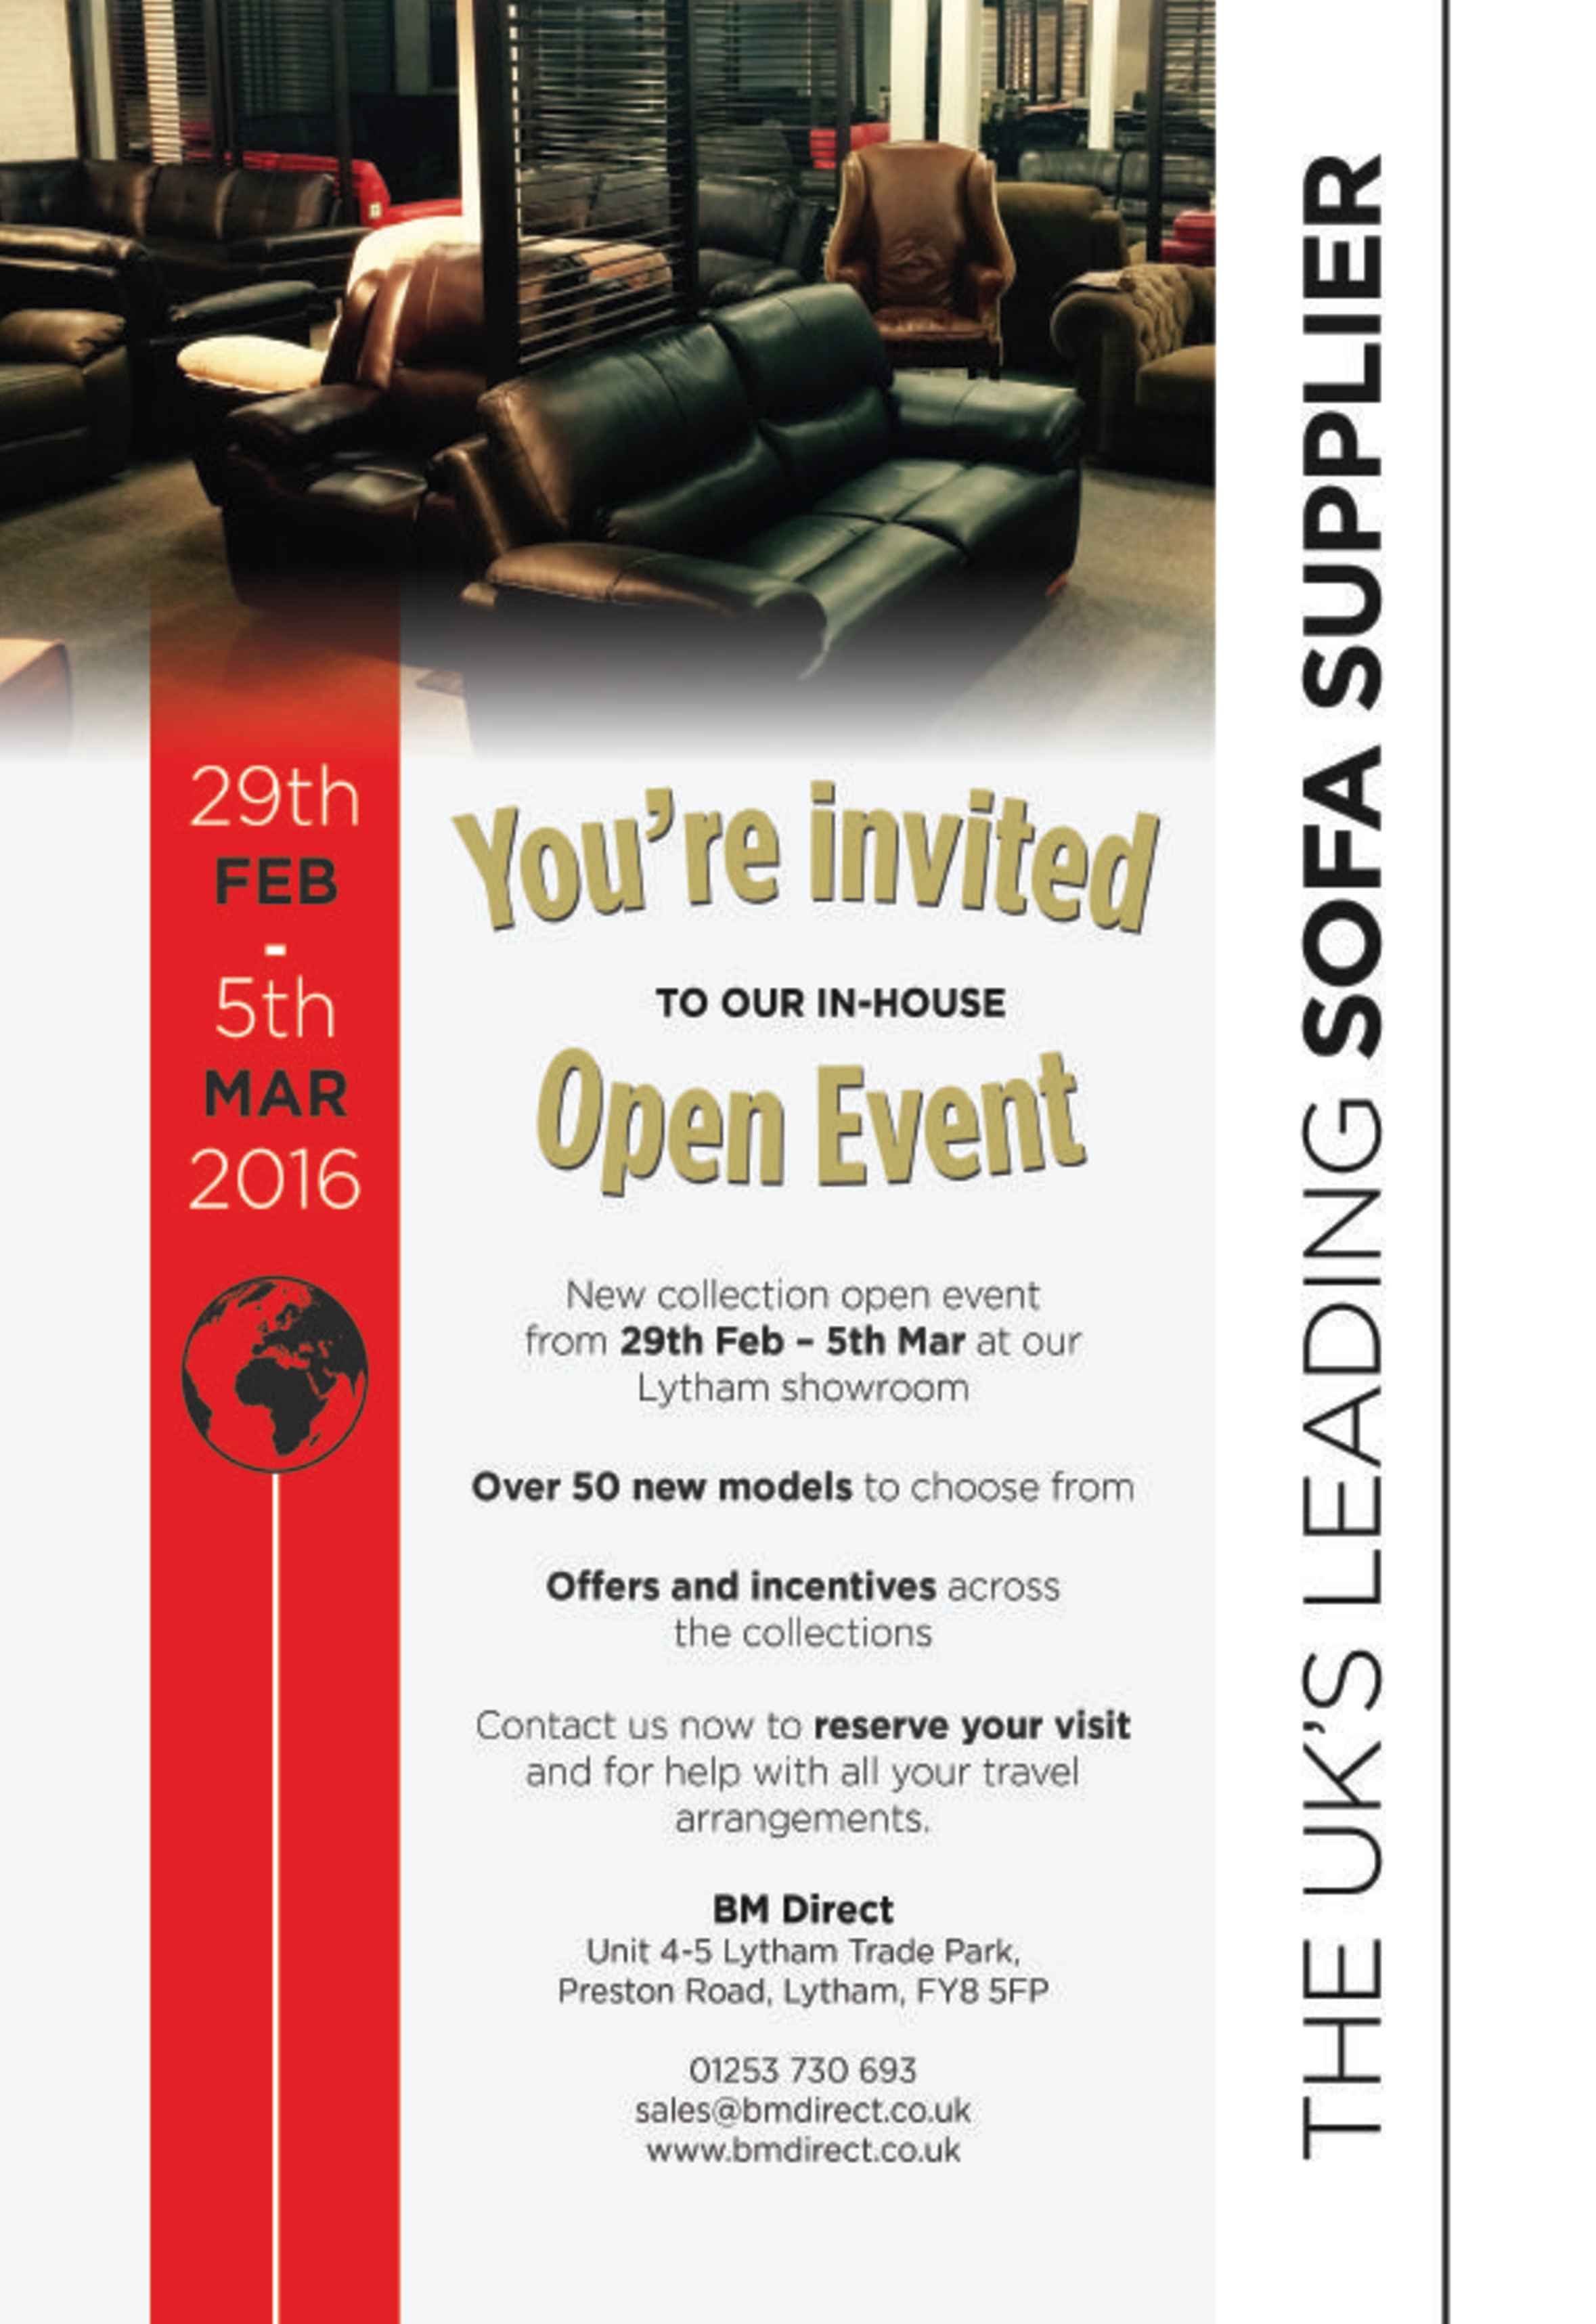 29th
FEB
-
5th
MAR
2016
You're invited
TO OUR IN-HOUSE
Open Event
New collection open event
from 29th Feb – 5th Mar at our
Lytham showroom
Over 50 new models to choose from
Offers and incentives across
the collections
Contact us now to reserve your visit
and for help with all your travel
arrangements.
BM Direct
Unit 4-5 Lytham Trade Park,
Preston Road, Lytham, FY8 5FP
01253 730 693
sales@bmdirect.co.uk
www.bmdirect.co.uk
THE UK'S LEADING SOFA SUPPLIER